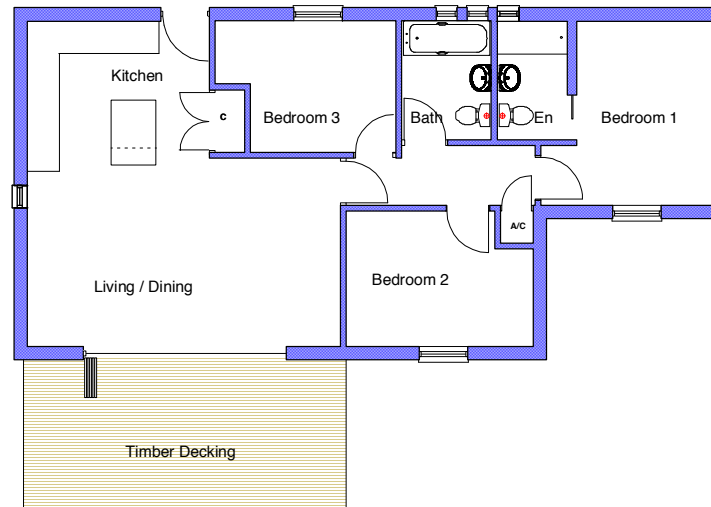 Kitchen
C
Bedroom 3
Bath
En
Bedroom 1
A/C
Living / Dining
Bedroom 2
Timber Decking